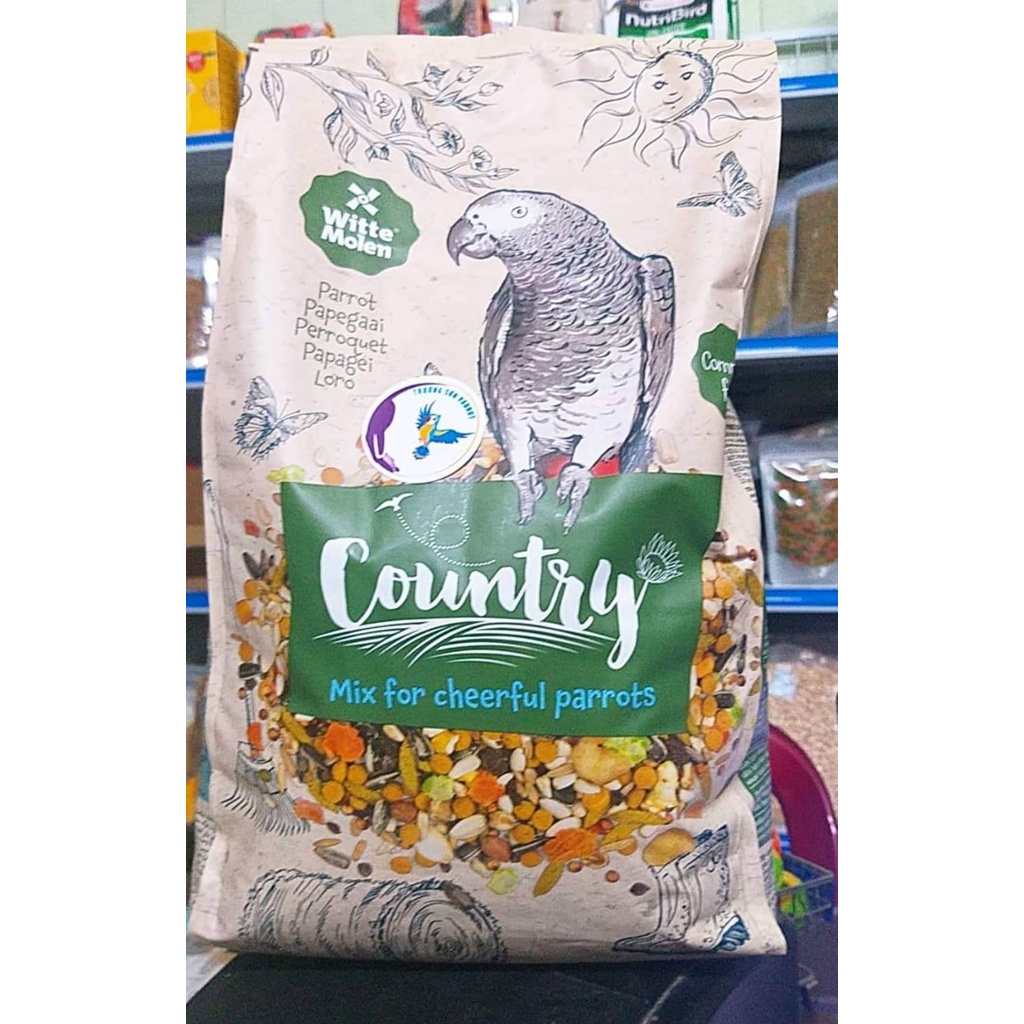 NutriBird
Witte
Molen
Parrot
Papegaai
Perroquet
Papagei
Loro
Country
Mix for cheerful parrots